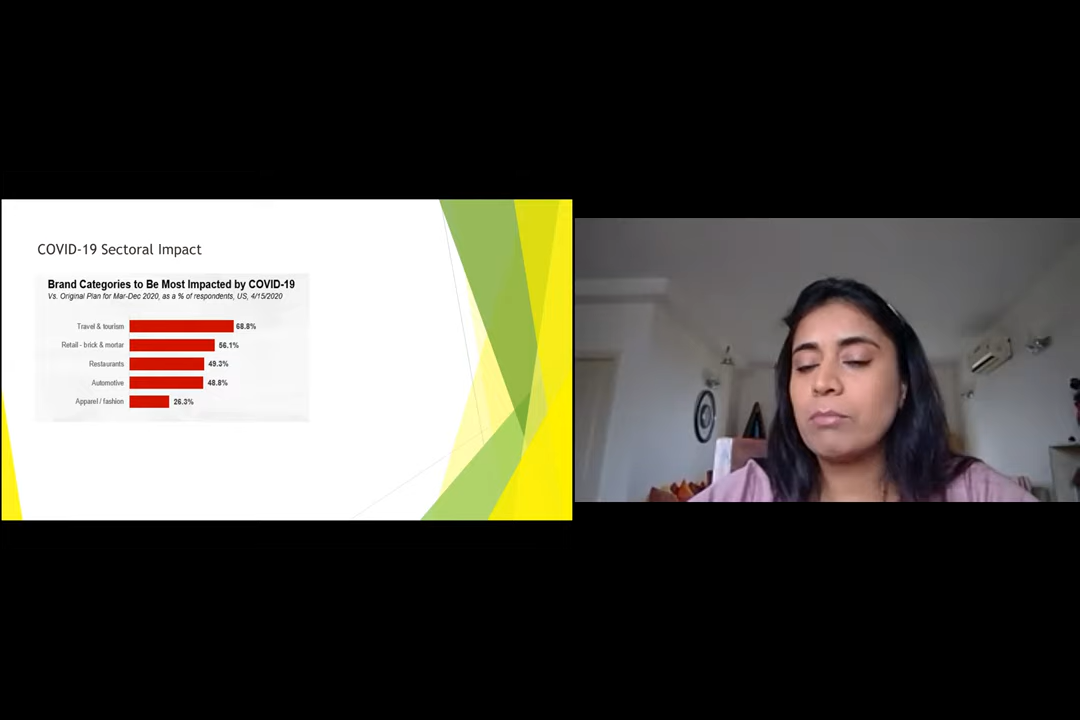 COVID-19 Sectoral Impact
Brand Categories to Be Most Impacted by COVID-19
Vs. Original Plan for Mar-Dec 2020, as a % of respondents, US, 4/15/2020
Travel & tourism 68.8%
Retail - brick & mortar 56.1%
Restaurants 49.3%
Automotive 48.8%
Apparel / fashion 26.3%